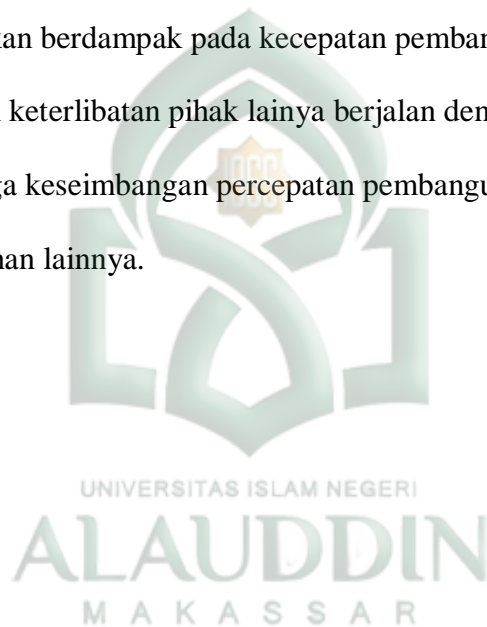 kan berdampak pada kecepatan pemban
keterlibatan pihak lainya berjalan den
ga keseimbangan percepatan pembangu
nan lainnya.
UNIVERSITAS ISLAM NEGERI
ALAUDDIN
MAKASSAR